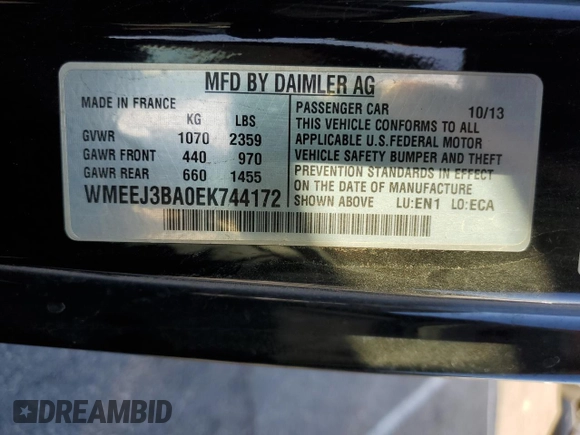 MFD BY DAIMLER AG
MADE IN FRANCE
KG LBS
GVWR 1070 2359
GAWR FRONT 440 970
GAWR REAR 660 1455
WMEEJ3BA0EK744172
PASSENGER CAR 10/13
THIS VEHICLE CONFORMS TO ALL
APPLICABLE U.S.FEDERAL MOTOR
VEHICLE SAFETY BUMPER AND THEFT
PREVENTION STANDARDS IN EFFECT
ON THE DATE OF MANUFACTURE
SHOWN ABOVE LU:EN1 LO:ECA
DREAMBID